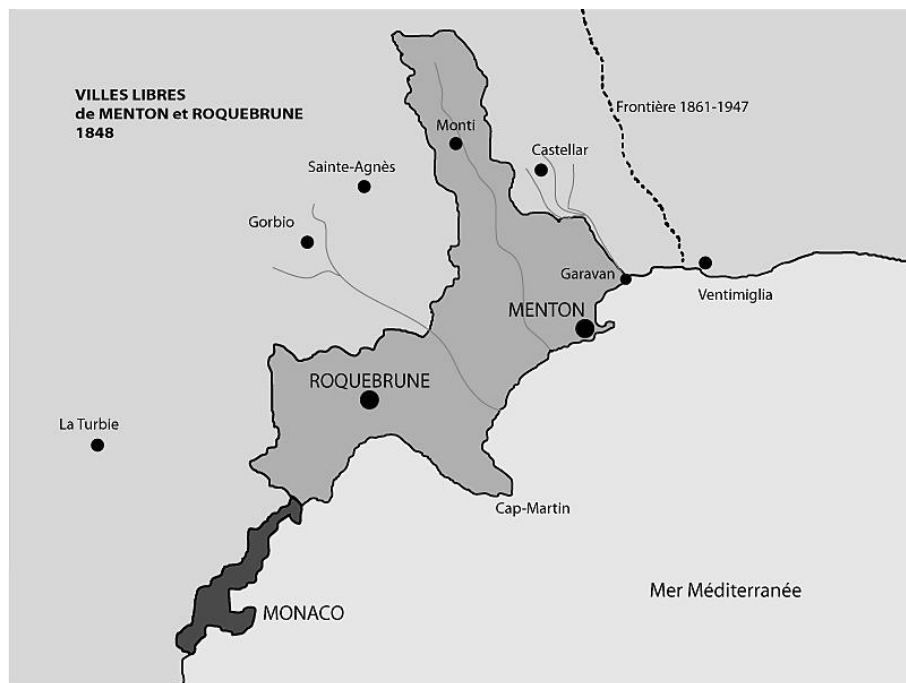 VILLES LIBRES
de MENTON et ROQUEBRUNE
1848
Frontière 1861-1947
Monti
Castellar
Sainte-Agnès
Gorbio
Garavan
Ventimiglia
MENTON
ROQUEBRUNE
La Turbie
Cap-Martin
Mer Méditerranée
MONACO